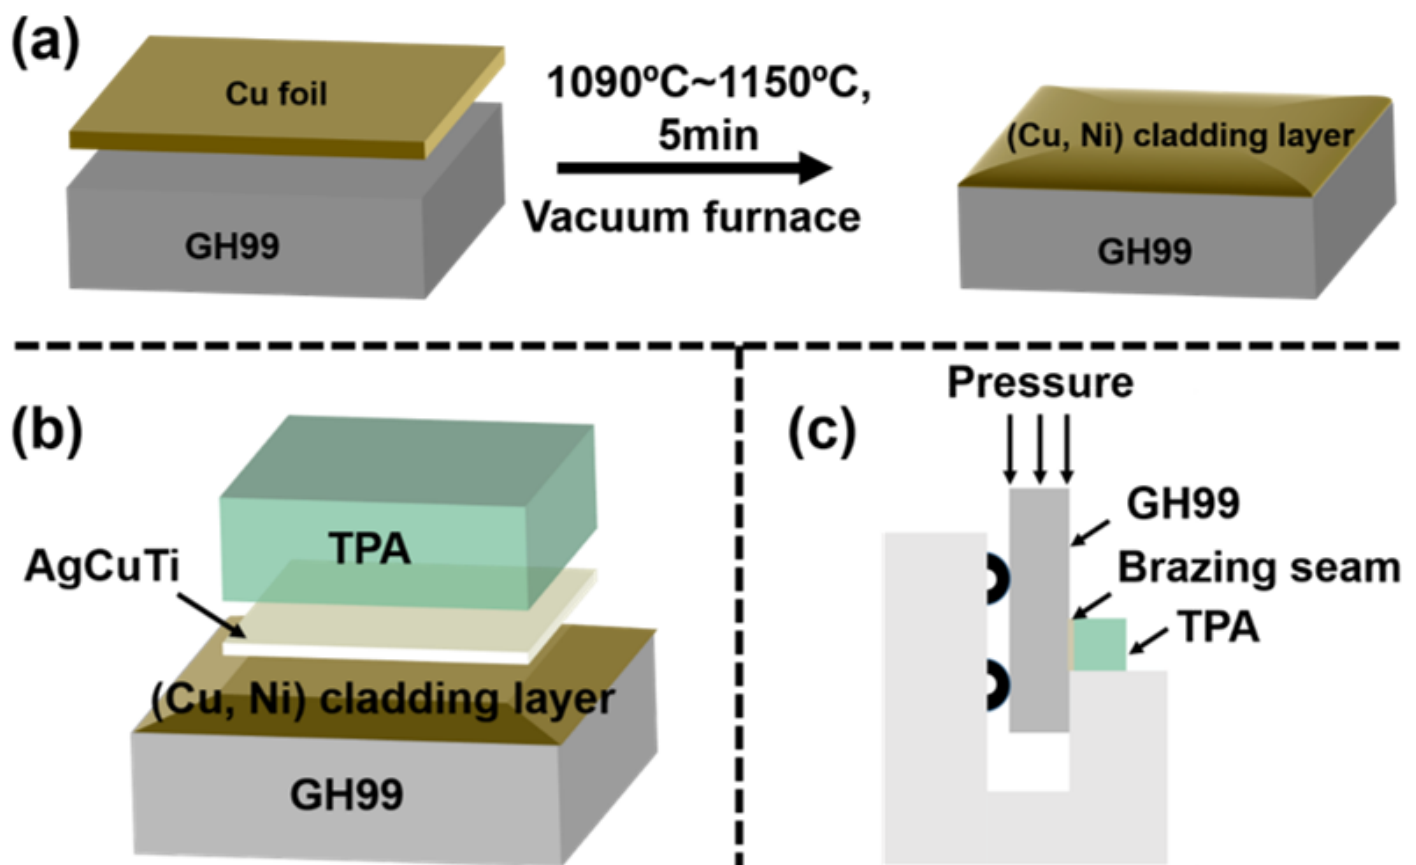 (a)
Cu foil
GH99
1090ºC~1150ºC,
5min
Vacuum furnace
(Cu, Ni) cladding layer
GH99
(b)
TPA
AgCuTi
(Cu, Ni) cladding layer
GH99
(c)
Pressure
GH99
Brazing seam
TPA